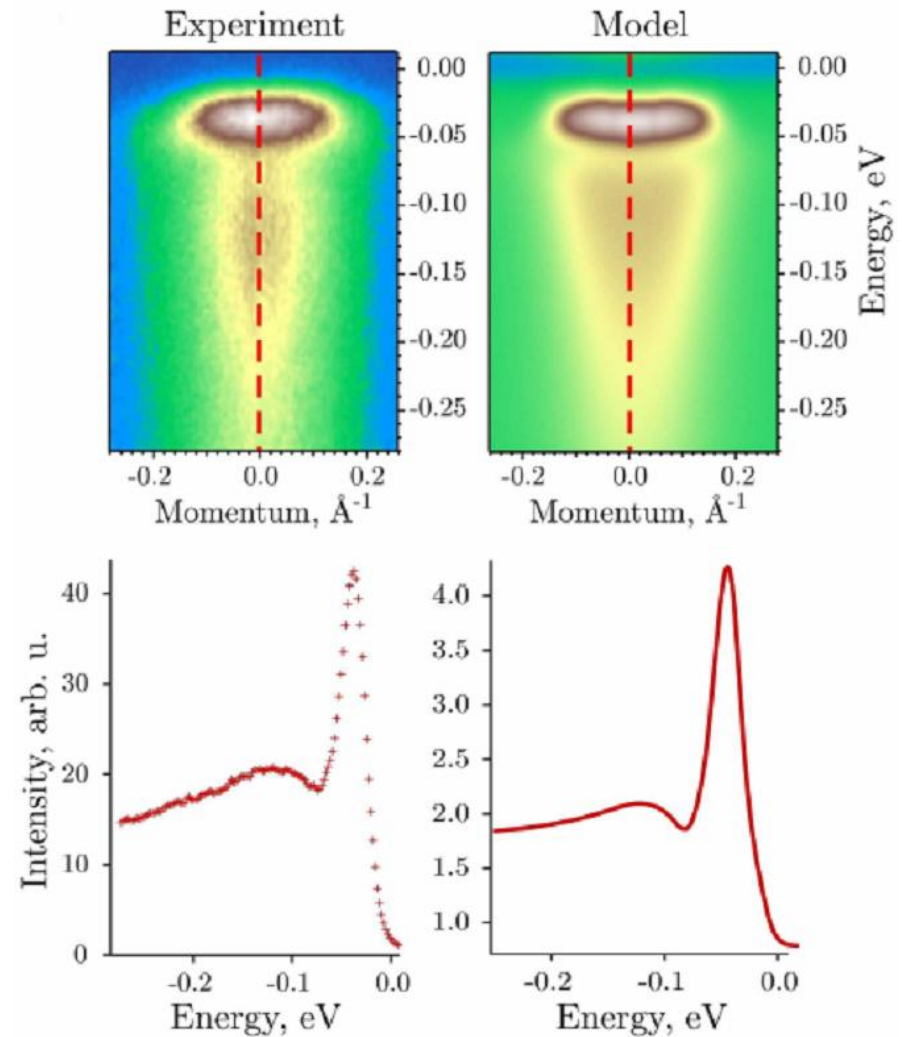 Experiment
Model
0.00
-0.05
-0.10
-0.15
-0.20
-0.25
0.00
-0.05
-0.10
-0.15
-0.20
-0.25
Energy, eV
-0.2 0.0 0.2
-0.2 0.0 0.2
Momentum, Å-1
Momentum, Å-1
Intensity, arb. u.
40
30
20
10
0
-0.2 -0.1 0.0
Energy, eV
4.0
3.5
3.0
2.5
2.0
1.5
1.0
-0.2 -0.1 0.0
Energy, eV